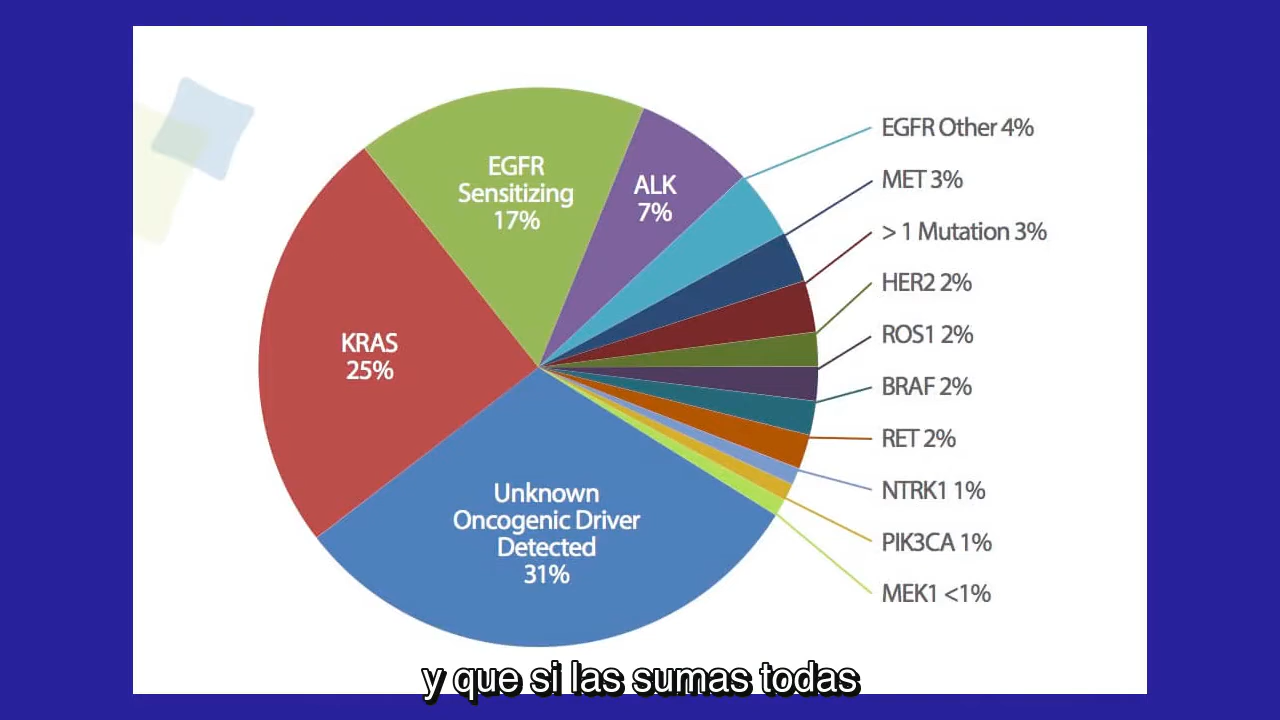 EGFR
Sensitizing
17%
ALK
7%
KRAS
25%
Unknown
Oncogenic Driver
Detected
31%
EGFR Other 4%
MET 3%
> 1 Mutation 3%
HER2 2%
ROS1 2%
BRAF 2%
RET 2%
NTRK1 1%
PIK3CA 1%
MEK1 <1%
y que si las sumas todas